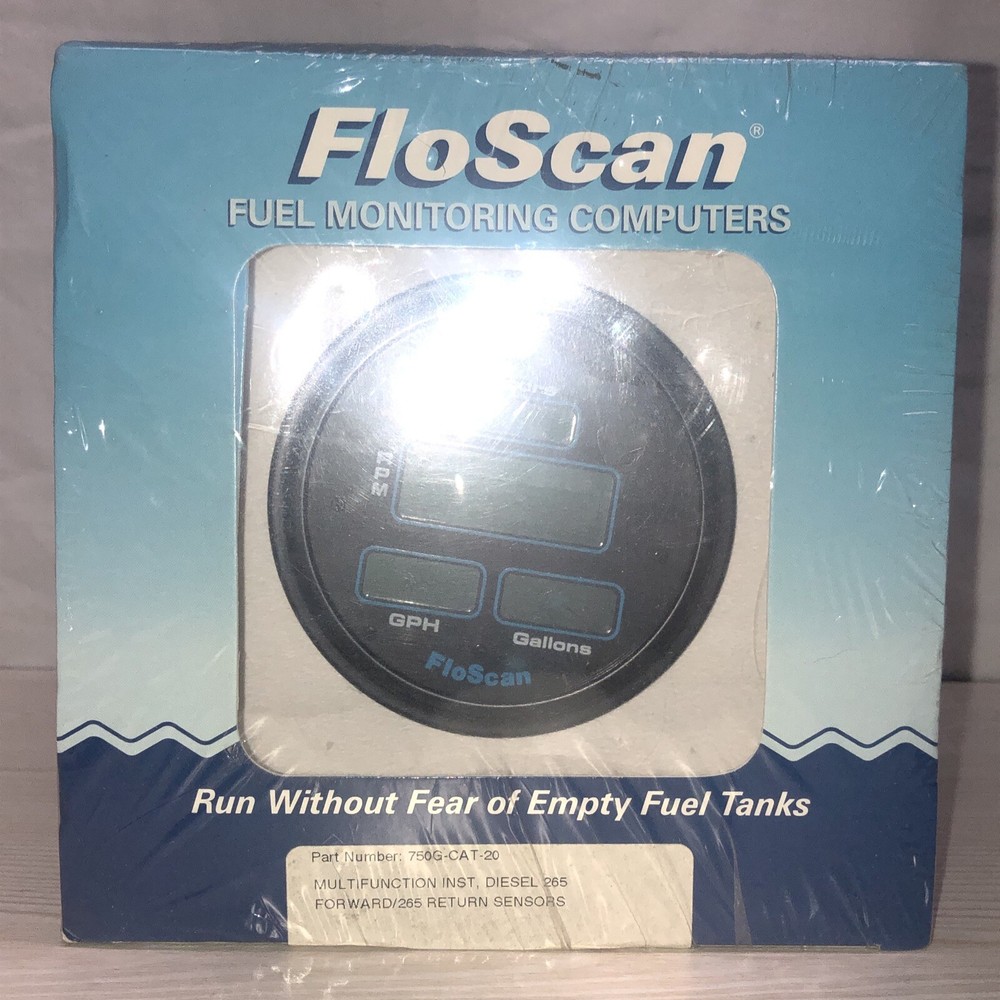 FloScan®
FUEL MONITORING COMPUTERS
RPM
GPH
Gallons
FloScan
Run Without Fear of Empty Fuel Tanks
Part Number: 750G-CAT-20
MULTIFUNCTION INST, DIESEL 265
FORWARD/265 RETURN SENSORS